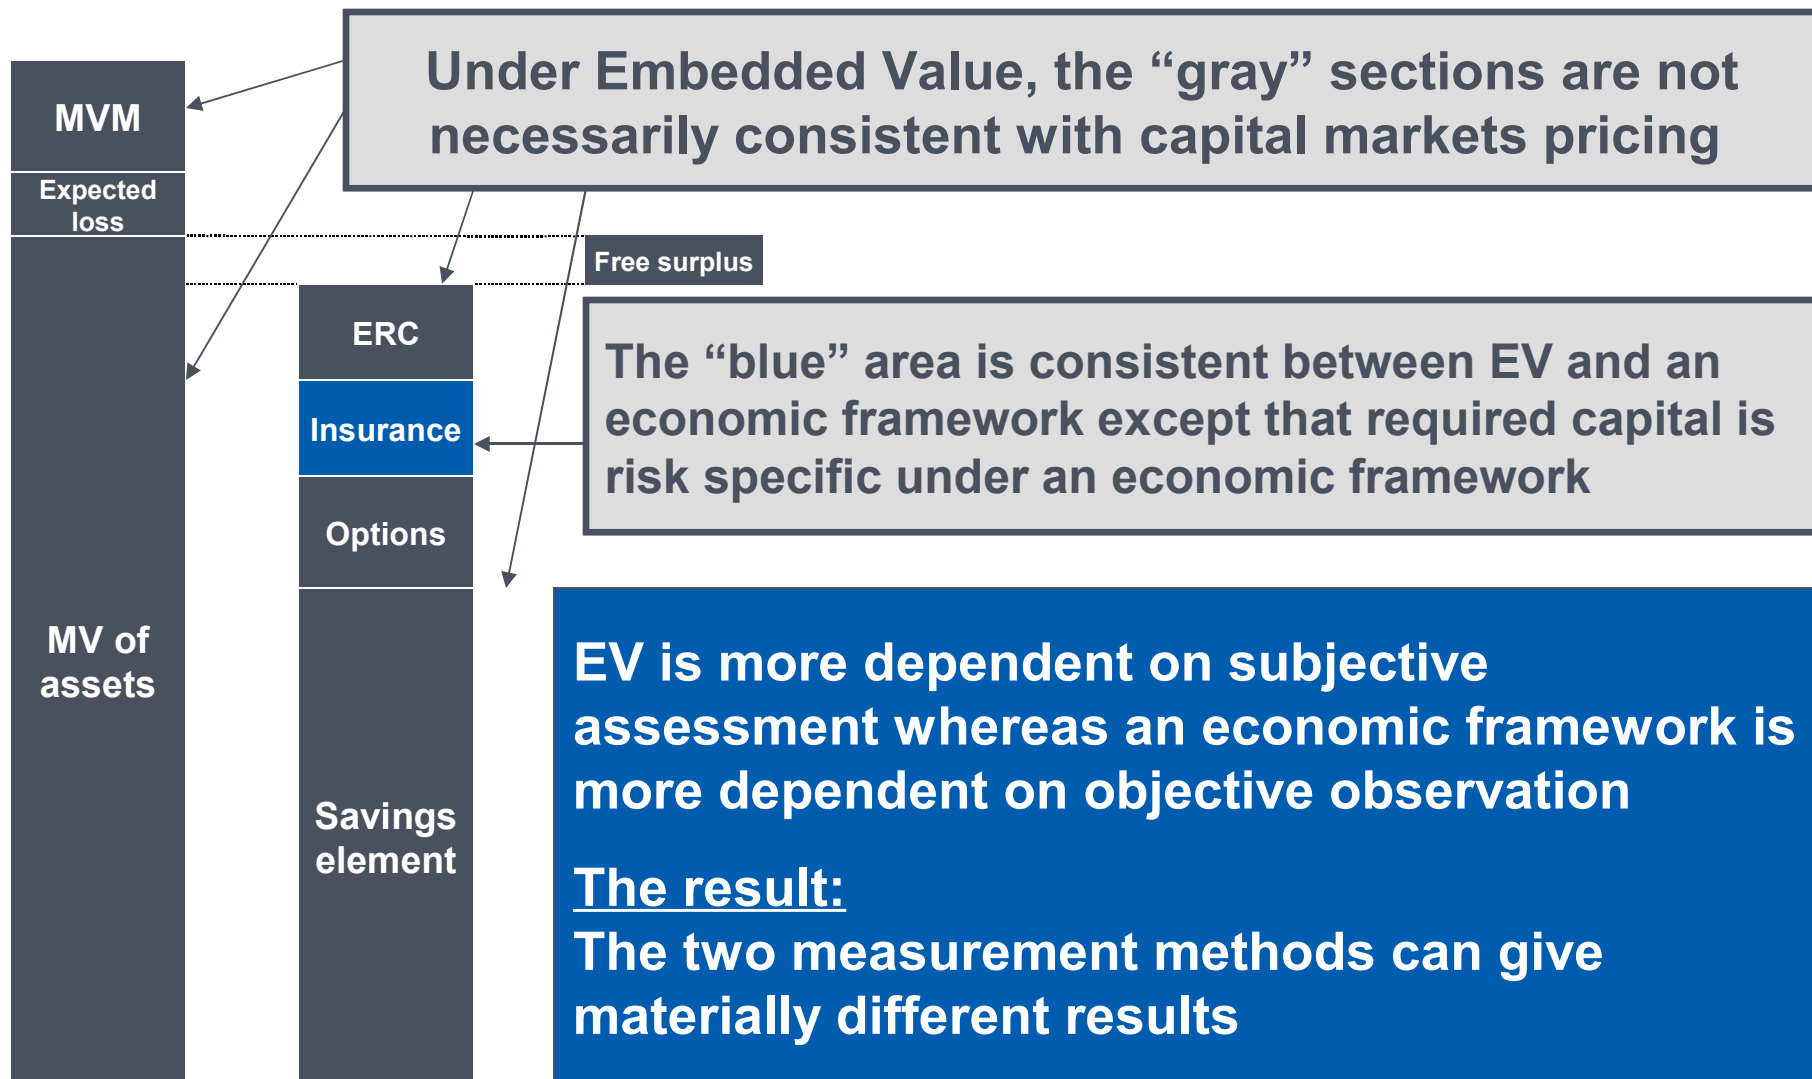 Under Embedded Value, the “gray” sections are not
necessarily consistent with capital markets pricing
MVM
Expected
loss
MV of
assets
Free surplus
ERC
Insurance
Options
Savings
element
The “blue” area is consistent between EV and an
economic framework except that required capital is
risk specific under an economic framework
EV is more dependent on subjective
assessment whereas an economic framework is
more dependent on objective observation
The result:
The two measurement methods can give
materially different results